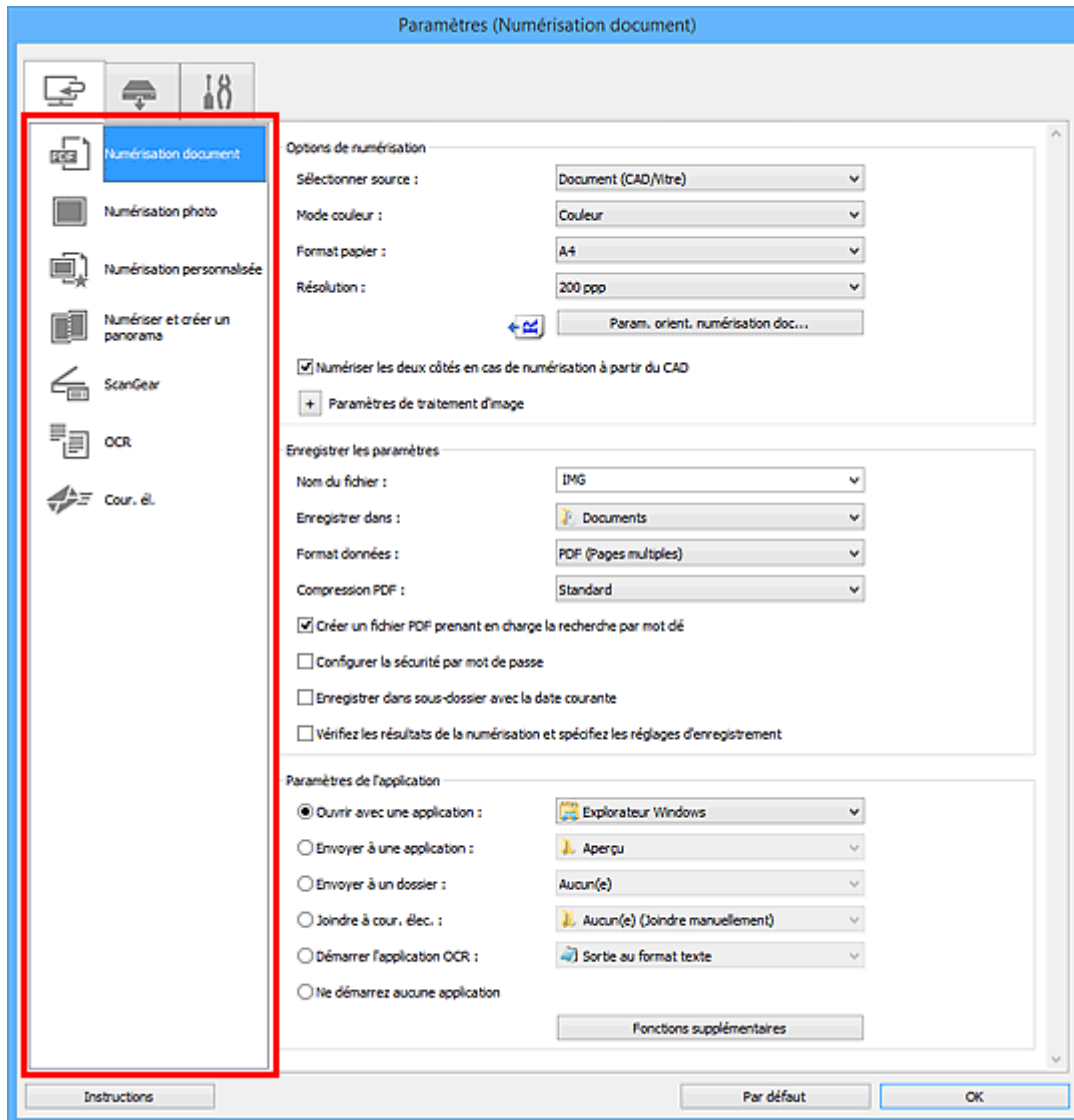 Paramètres (Numérisation document)
PDF
Numérisation document
Numérisation photo
Numérisation personnalisée
Numériser et créer un
panorama
ScanGear
OCR
Cour. él.
Options de numérisation
Sélectionner source : Document (CAD/Vitre)
Mode couleur : Couleur
Format papier : A4
Résolution : 200 ppp
R Param. orient. numérisation doc...
Numériser les deux côtés en cas de numérisation à partir du CAD
+ Paramètres de traitement d'image
Enregistrer les paramètres
Nom du fichier : IMG
Enregistrer dans : Documents
Format données : PDF (Pages multiples)
Compression PDF : Standard
Créer un fichier PDF prenant en charge la recherche par mot clé
Configurer la sécurité par mot de passe
Enregistrer dans sous-dossier avec la date courante
Vérifiez les résultats de la numérisation et spécifiez les réglages d'enregistrement
Paramètres de l'application
Ouvrir avec une application : Explorateur Windows
Envoyer à une application : Aperçu
Envoyer à un dossier : Aucun(e)
Joindre à cour. élec. : Aucun(e) (Joindre manuellement)
Démarrer l'application OCR : Sortie au format texte
Ne démarrez aucune application
Fonctions supplémentaires
Instructions Par défaut OK